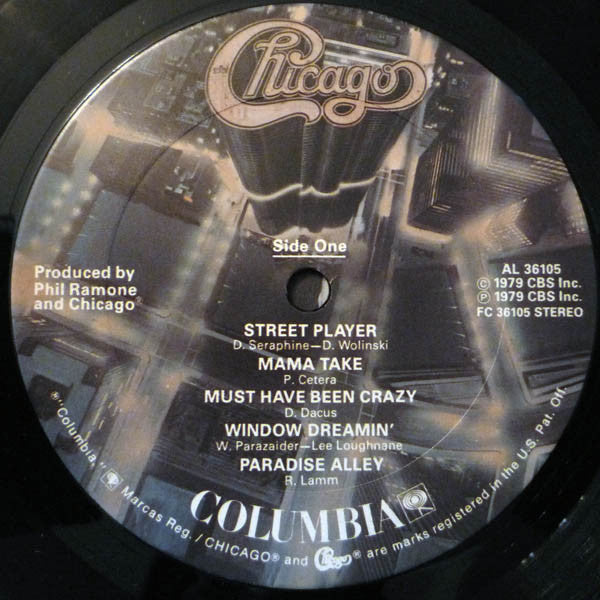 Chicago
Side One
Produced by
Phil Ramone
and Chicago®
AL 36105
© 1979 CBS Inc.
℗ 1979 CBS Inc.
FC 36105 STEREO
STREET PLAYER
D. Seraphine—D. Wolinski
MAMA TAKE
P. Cetera
MUST HAVE BEEN CRAZY
D. Dacus
WINDOW DREAMIN'
W. Parazaider—Lee Loughnane
PARADISE ALLEY
R. Lamm
COLUMBIA
®"Columbia," Marcas Reg. / CHICAGO® and Chicago® are marks registered in the U.S. Pat. Off.